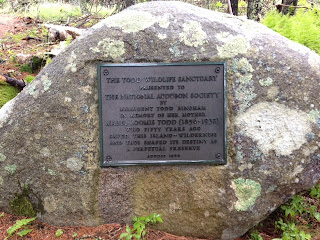 THE TODD WILDLIFE SANCTUARY
PRESENTED TO
THE NATIONAL AUDUBON SOCIETY
BY
MILLICENT TODD BINGHAM
IN MEMORY OF HER MOTHER
MABEL LOOMIS TODD (1856-1932)
WHO FIFTY YEARS AGO
SAVED THIS ISLAND WILDERNESS
AND THUS SHAPED ITS DESTINY AS
A PERPETUAL PRESERVE
AUGUST